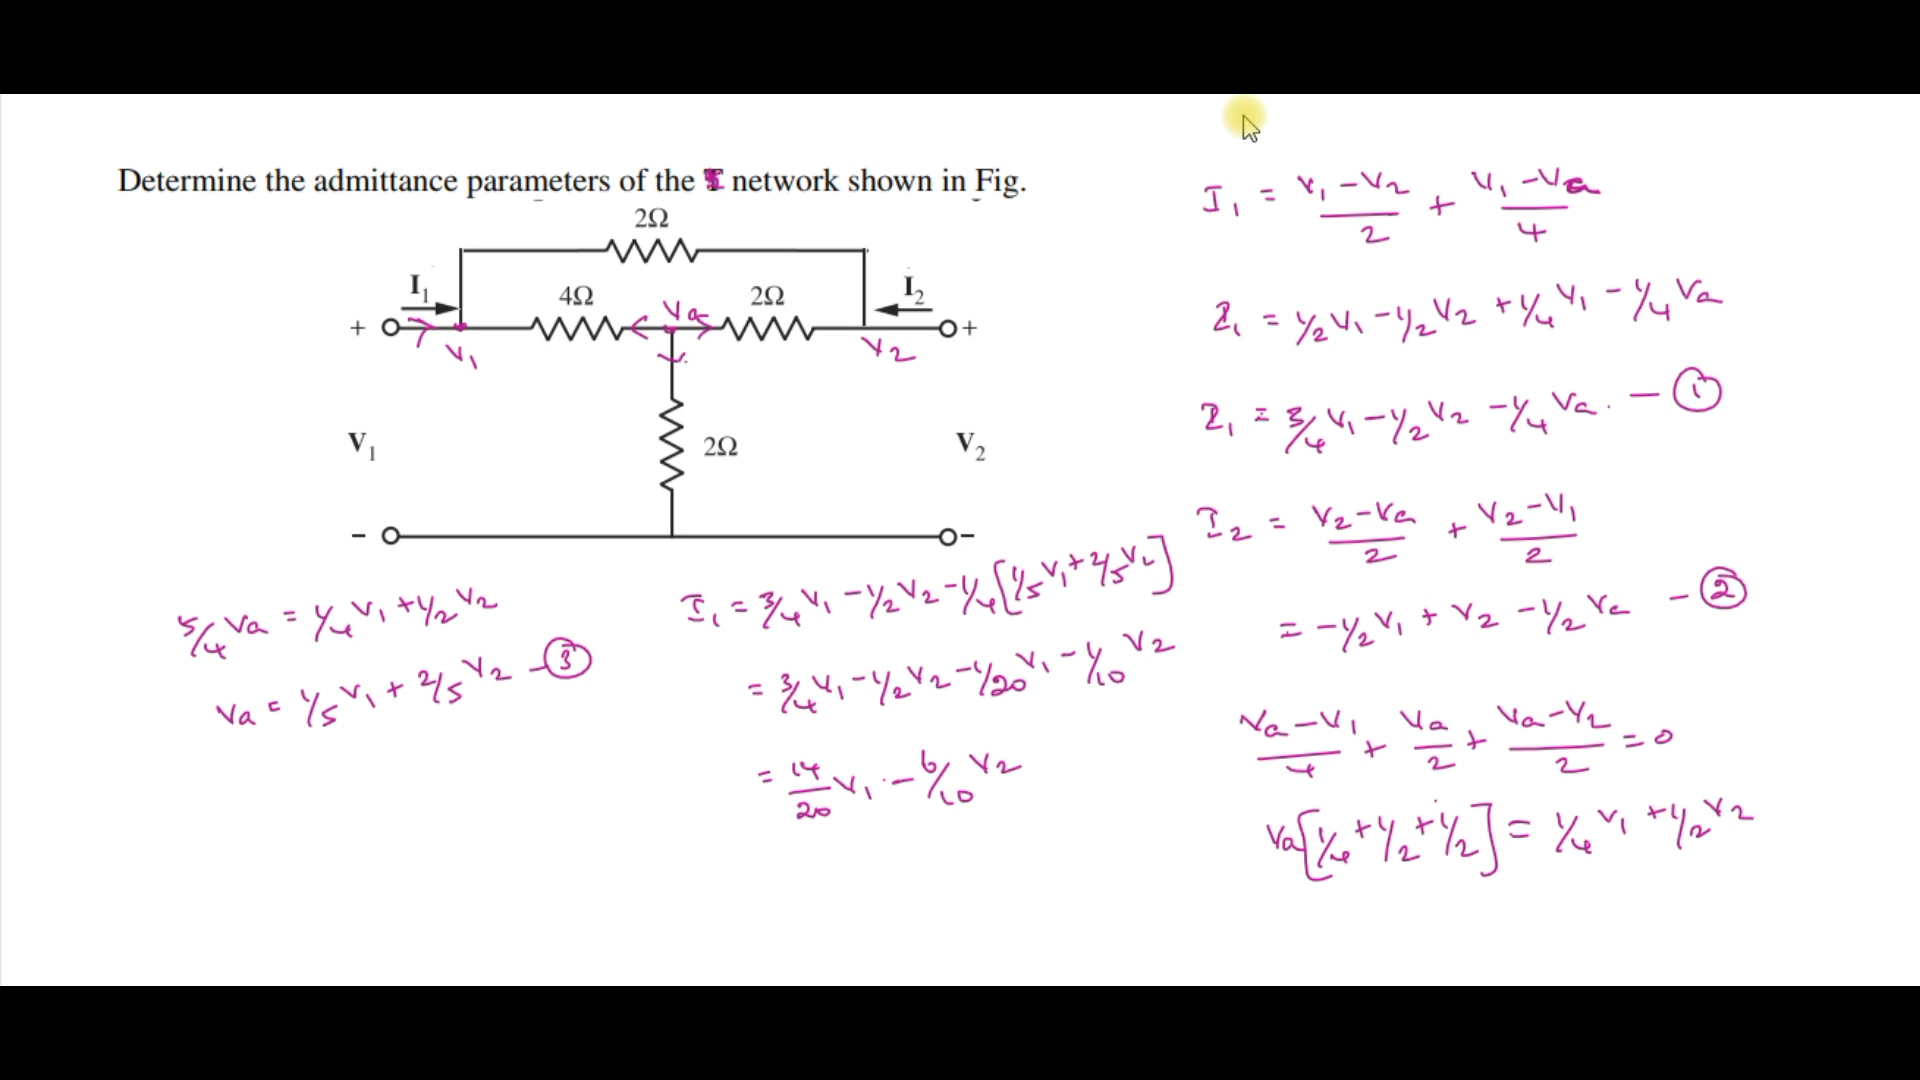 Determine the admittance parameters of the T network shown in Fig.
2Ω
I₁
4Ω
Va
2Ω
I₂
+
+
V₁
V₂
V₁
2Ω
V₂
-
-
5/4 Va = 1/4 V₁ + 1/2 V₂
Va = 1/5 V₁ + 2/5 V₂ - ③
I₁ = 3/4 V₁ - 1/2 V₂ - 1/4 [1/5 V₁ + 2/5 V₂]
= 3/4 V₁ - 1/2 V₂ - 1/20 V₁ - 1/10 V₂
= 14/20 V₁ - 6/10 V₂
I₁ = (V₁ - V₂)/2 + (V₁ - Va)/4
I₁ = 1/2 V₁ - 1/2 V₂ + 1/4 V₁ - 1/4 Va
I₁ = 3/4 V₁ - 1/2 V₂ - 1/4 Va. - ①
I₂ = (V₂ - Va)/2 + (V₂ - V₁)/2
= -1/2 V₁ + V₂ - 1/2 Va - ②
(Va - V₁)/4 + Va/2 + (Va - V₂)/2 = 0
Va[1/4 + 1/2 + 1/2] = 1/4 V₁ + 1/2 V₂